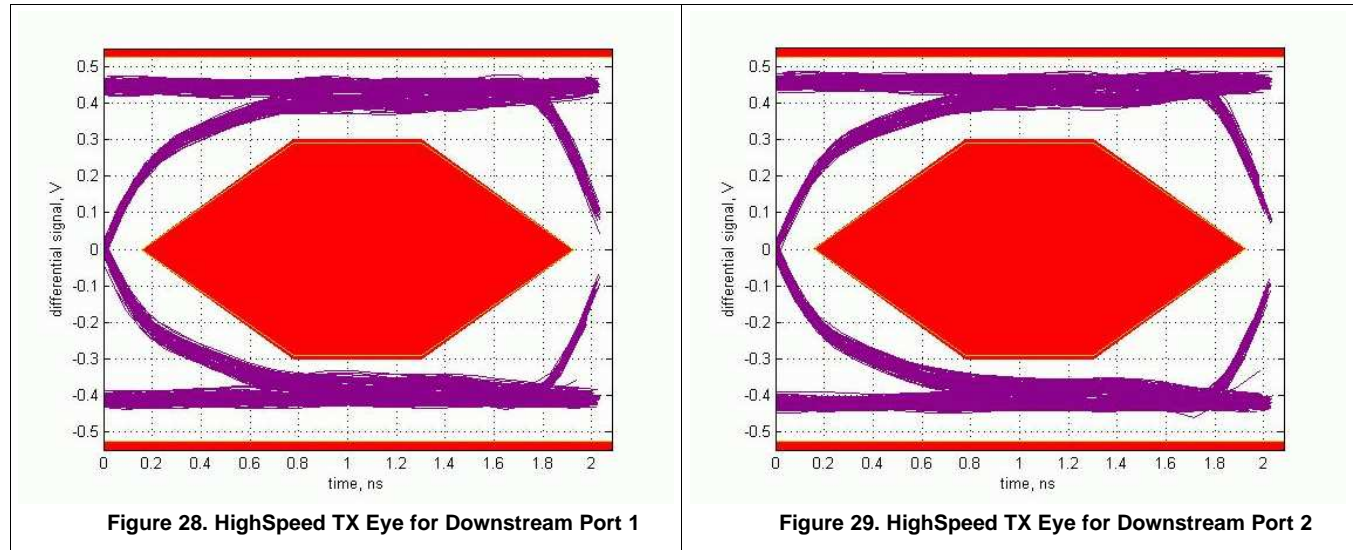 differential signal, V
0.5
0.4
0.3
0.2
0.1
0
-0.1
-0.2
-0.3
-0.4
-0.5
0 0.2 0.4 0.6 0.8 1 1.2 1.4 1.6 1.8 2
time, ns
Figure 28. HighSpeed TX Eye for Downstream Port 1
differential signal, V
0.5
0.4
0.3
0.2
0.1
0
-0.1
-0.2
-0.3
-0.4
-0.5
0 0.2 0.4 0.6 0.8 1 1.2 1.4 1.6 1.8 2
time, ns
Figure 29. HighSpeed TX Eye for Downstream Port 2